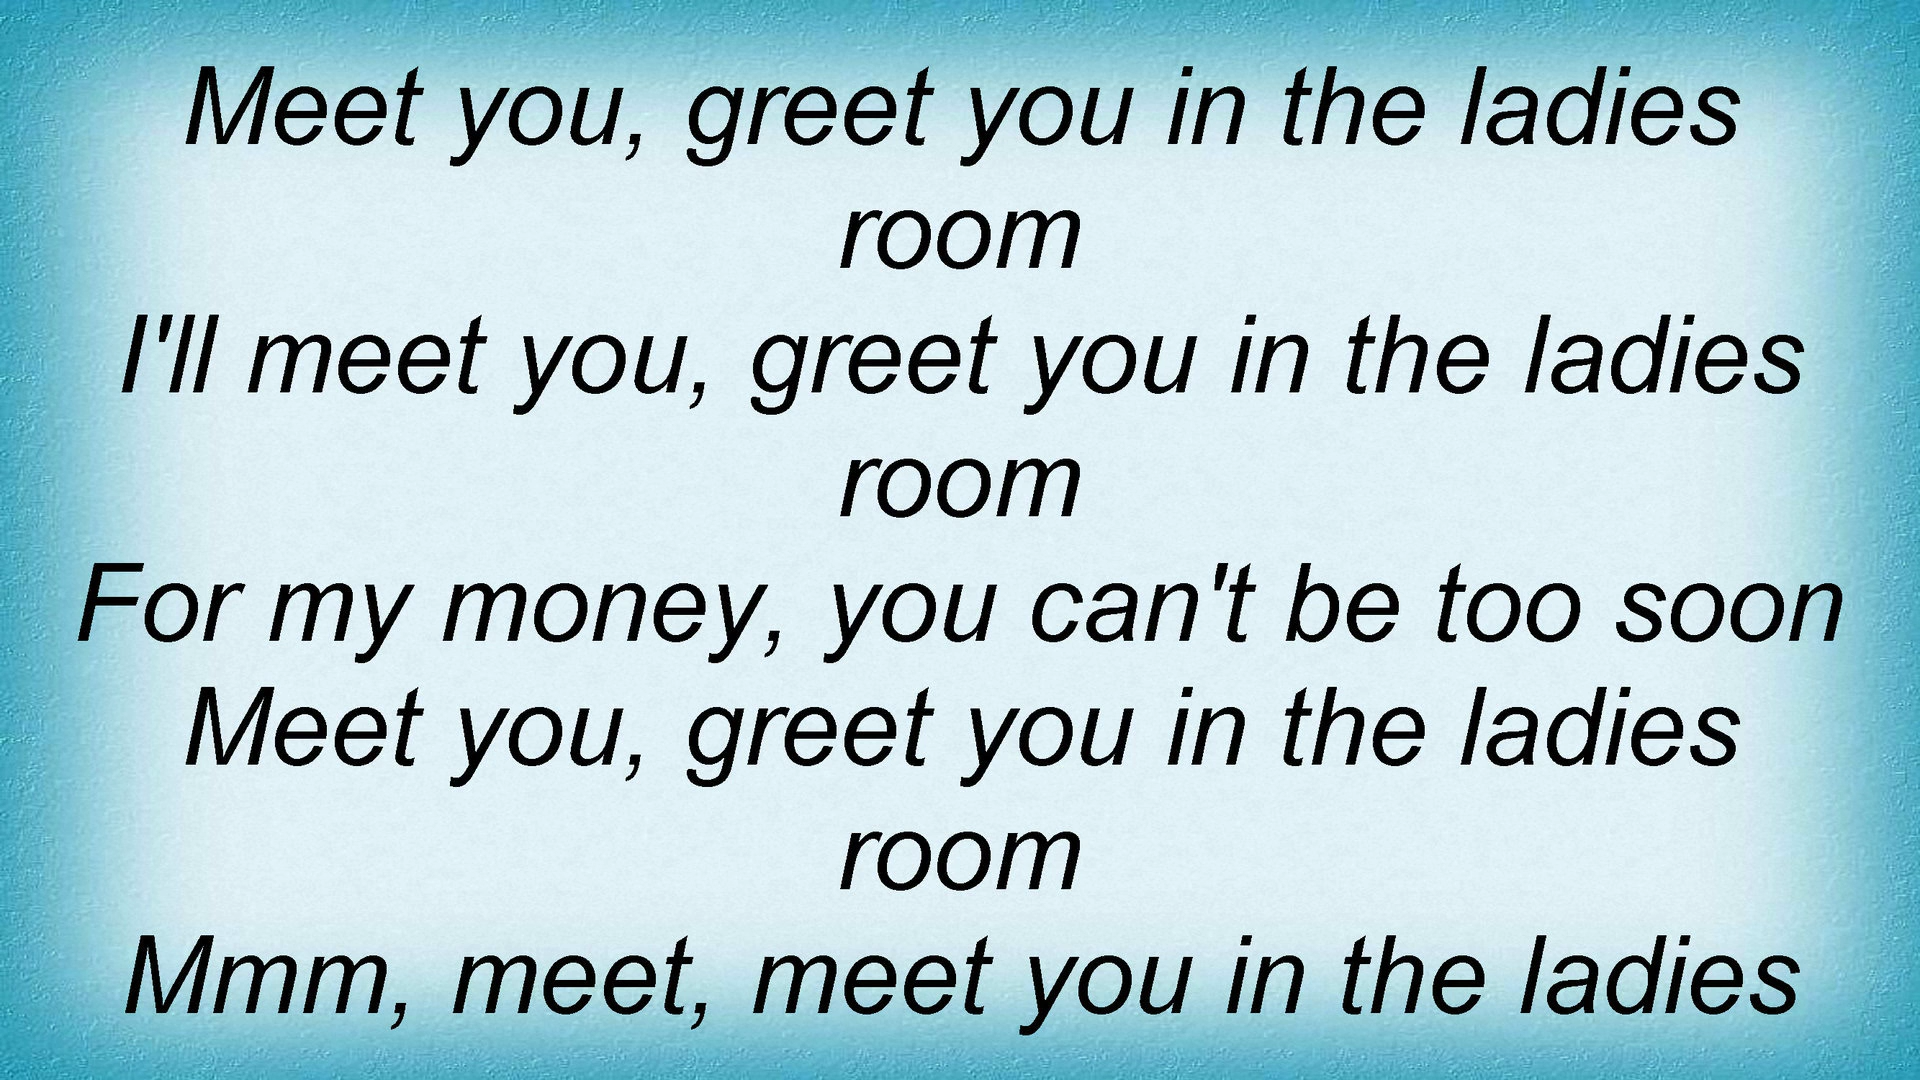 Meet you, greet you in the ladies
room
I'll meet you, greet you in the ladies
room
For my money, you can't be too soon
Meet you, greet you in the ladies
room
Mmm, meet, meet you in the ladies